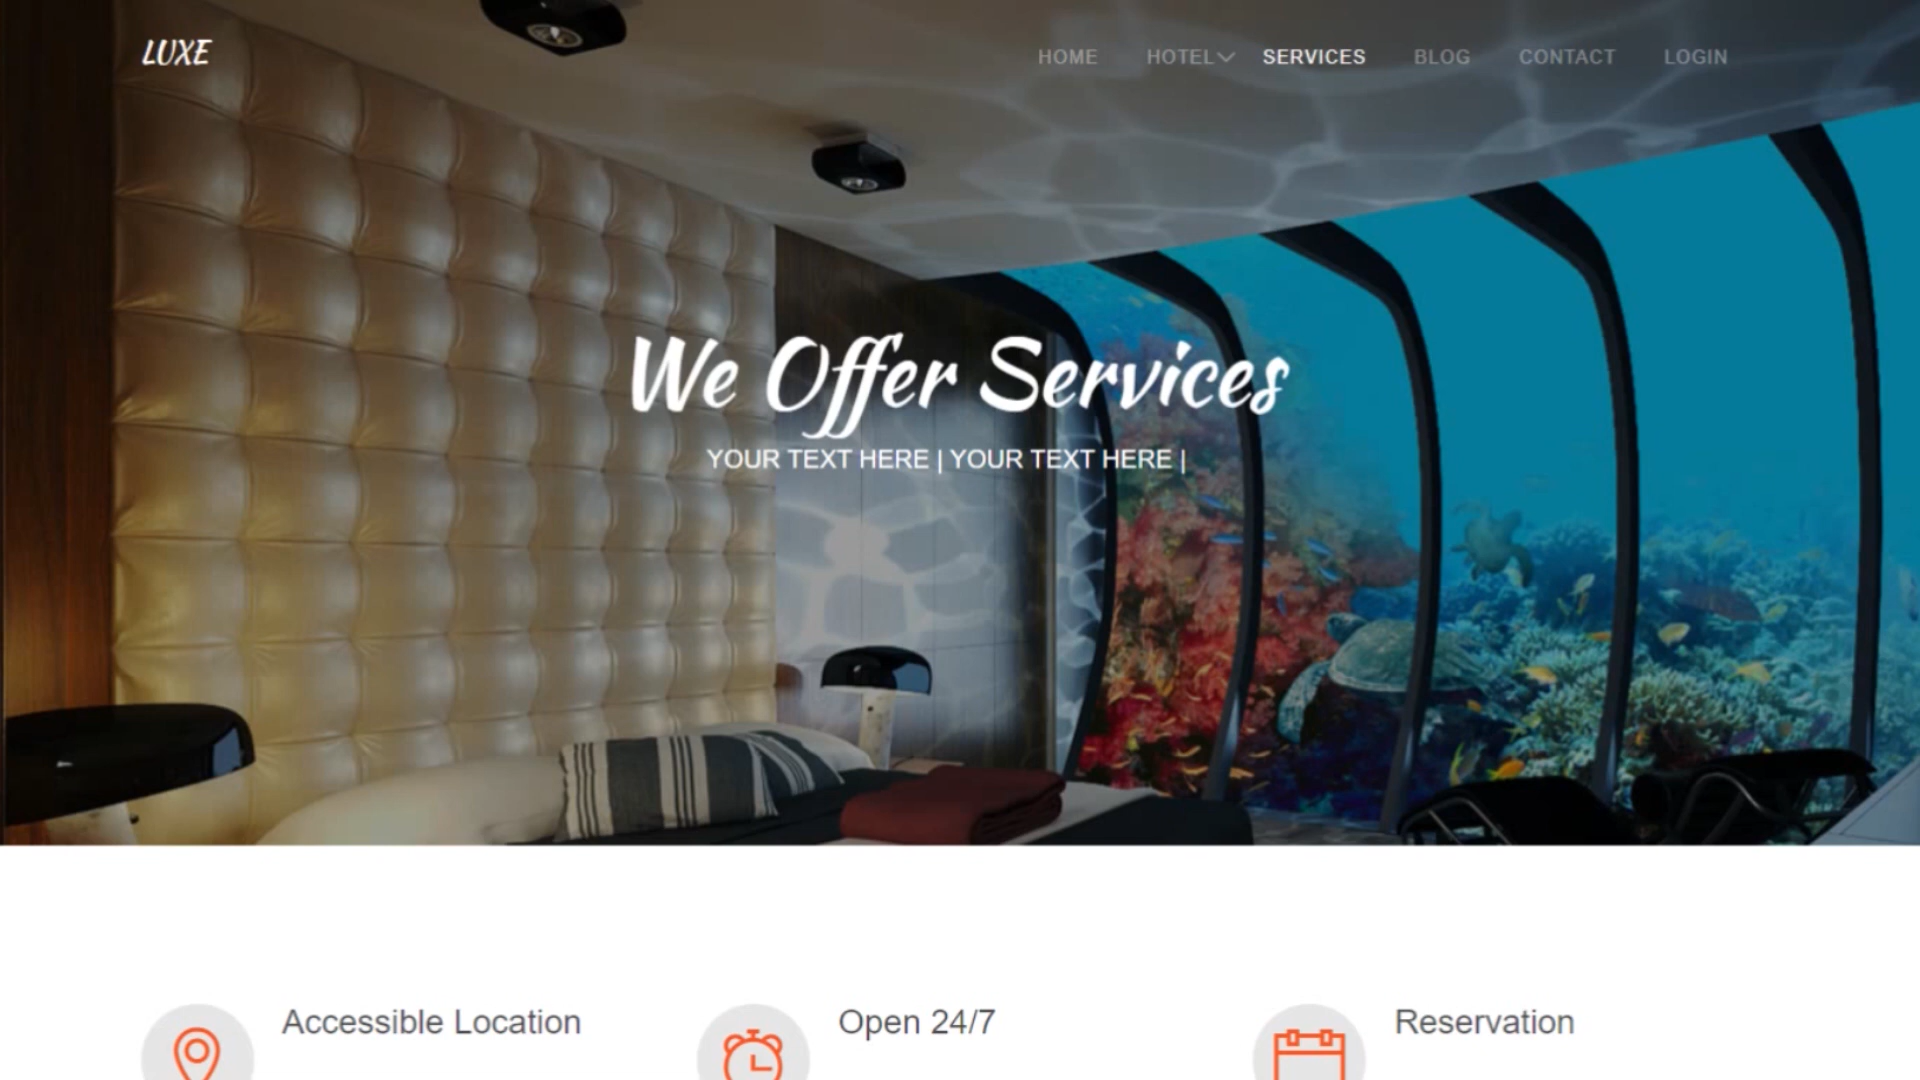 LUXE
HOME HOTEL SERVICES BLOG CONTACT LOGIN
We Offer Services
YOUR TEXT HERE | YOUR TEXT HERE |
Accessible Location
Open 24/7
Reservation